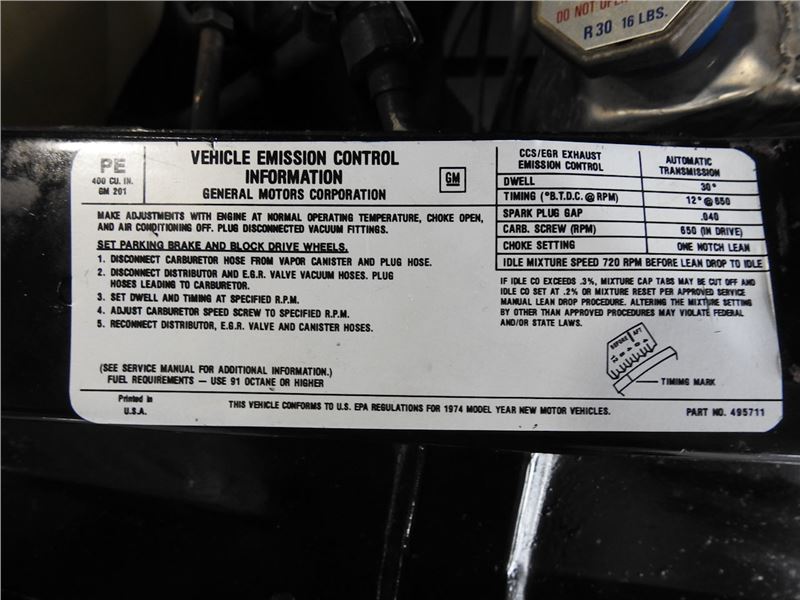 DO NOT OPEN
R30 16 LBS.
PE
400 CU. IN.
GM 201
VEHICLE EMISSION CONTROL
INFORMATION
GENERAL MOTORS CORPORATION
GM
MAKE ADJUSTMENTS WITH ENGINE AT NORMAL OPERATING TEMPERATURE, CHOKE OPEN,
AND AIR CONDITIONING OFF. PLUG DISCONNECTED VACUUM FITTINGS.
SET PARKING BRAKE AND BLOCK DRIVE WHEELS.
1. DISCONNECT CARBURETOR HOSE FROM VAPOR CANISTER AND PLUG HOSE.
2. DISCONNECT DISTRIBUTOR AND E.G.R. VALVE VACUUM HOSES. PLUG
HOSES LEADING TO CARBURETOR.
3. SET DWELL AND TIMING AT SPECIFIED R.P.M.
4. ADJUST CARBURETOR SPEED SCREW TO SPECIFIED R.P.M.
5. RECONNECT DISTRIBUTOR, E.G.R. VALVE AND CANISTER HOSES.
(SEE SERVICE MANUAL FOR ADDITIONAL INFORMATION.)
FUEL REQUIREMENTS — USE 91 OCTANE OR HIGHER
CCS/EGR EXHAUST
EMISSION CONTROL
AUTOMATIC
TRANSMISSION
DWELL 30°
TIMING (°B.T.D.C. @ RPM) 12° @ 650
SPARK PLUG GAP .040
CARB. SCREW (RPM) 650 (IN DRIVE)
CHOKE SETTING ONE NOTCH LEAN
IDLE MIXTURE SPEED 720 RPM BEFORE LEAN DROP TO IDLE
IF IDLE CO EXCEEDS .3%, MIXTURE CAP TABS MAY BE CUT OFF AND
IDLE CO SET AT .2% OR MIXTURE RESET PER APPROVED SERVICE
MANUAL LEAN DROP PROCEDURE. ALTERING THE MIXTURE SETTING
BY OTHER THAN APPROVED PROCEDURES MAY VIOLATE FEDERAL
AND/OR STATE LAWS.
BEFORE AFT
TIMING MARK
Printed in
U.S.A.
THIS VEHICLE CONFORMS TO U.S. EPA REGULATIONS FOR 1974 MODEL YEAR NEW MOTOR VEHICLES.
PART NO. 495711